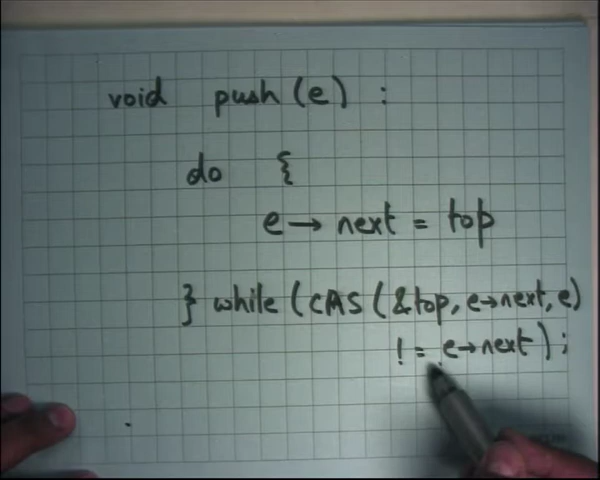 void push (e) :
do {
e → next = top
} while (CAS (&top, e→next, e)
! = e→next) ;